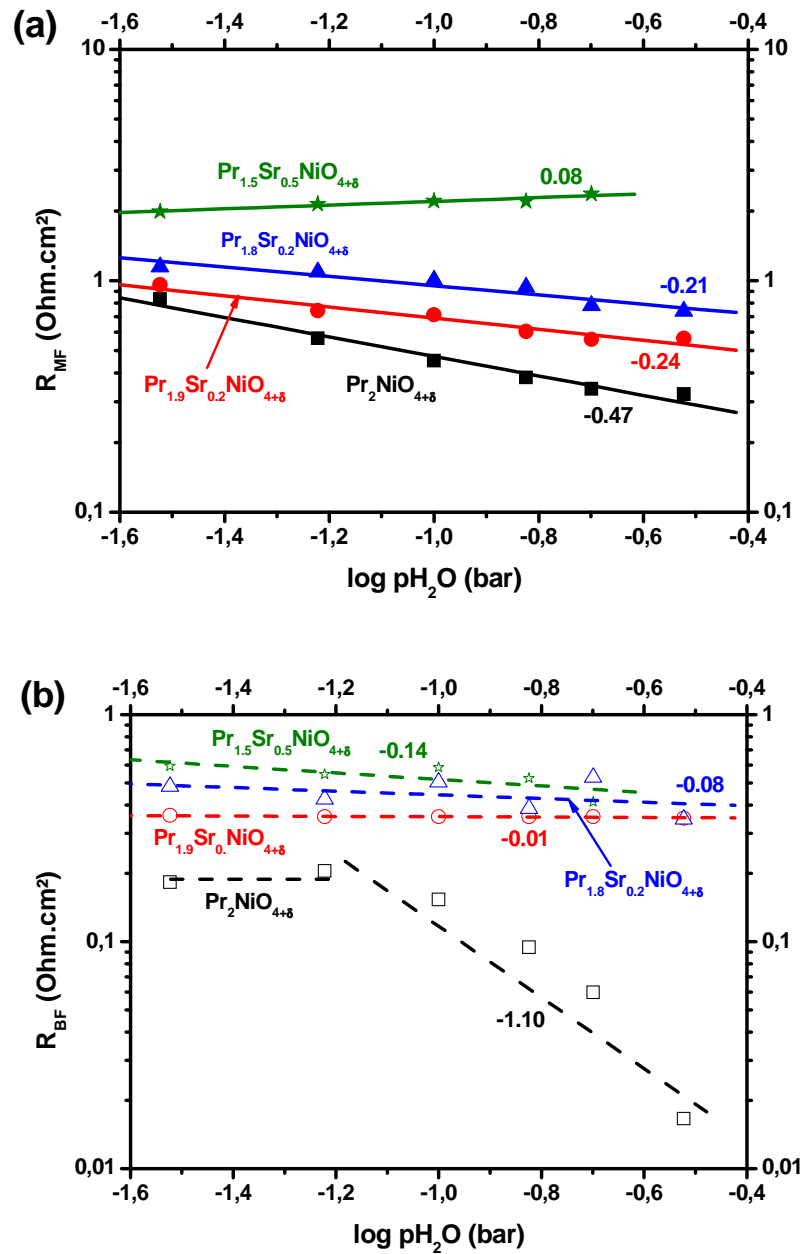 (a)
-1,6 -1,4 -1,2 -1,0 -0,8 -0,6 -0,4
10 10
Pr1.5Sr0.5NiO4+δ 0.08
Pr1.8Sr0.2NiO4+δ
1 1
-0.21
-0.24
Pr1.9Sr0.2NiO4+δ Pr2NiO4+δ
-0.47
0,1 0,1
-1,6 -1,4 -1,2 -1,0 -0,8 -0,6 -0,4
RMF (Ohm.cm²)
log pH2O (bar)
(b)
-1,6 -1,4 -1,2 -1,0 -0,8 -0,6 -0,4
1 1
Pr1.5Sr0.5NiO4+δ -0.14
-0.08
Pr1.9Sr0.NiO4+δ -0.01
Pr1.8Sr0.2NiO4+δ
Pr2NiO4+δ
0,1 0,1
-1.10
0,01 0,01
-1,6 -1,4 -1,2 -1,0 -0,8 -0,6 -0,4
RBF (Ohm.cm²)
log pH2O (bar)